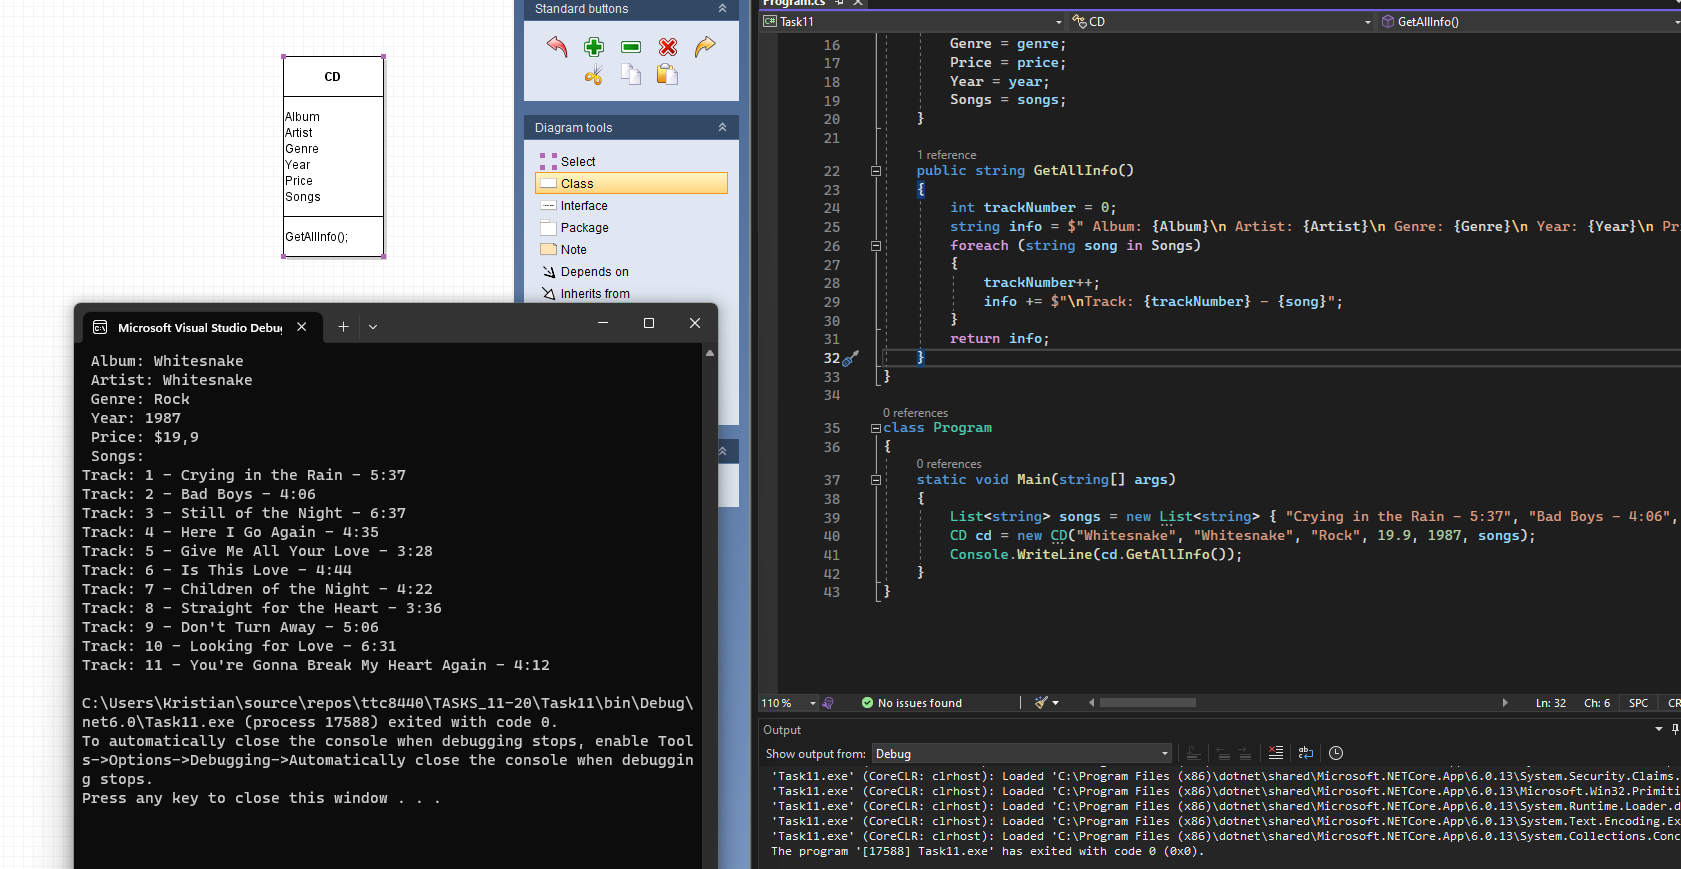 CD
Album
Artist
Genre
Year
Price
Songs
GetAllInfo();
Standard buttons
Diagram tools
Select
Class
Interface
Package
Note
Depends on
Inherits from
Microsoft Visual Studio Debu
Album: Whitesnake
Artist: Whitesnake
Genre: Rock
Year: 1987
Price: $19,9
Songs:
Track: 1 - Crying in the Rain - 5:37
Track: 2 - Bad Boys - 4:06
Track: 3 - Still of the Night - 6:37
Track: 4 - Here I Go Again - 4:35
Track: 5 - Give Me All Your Love - 3:28
Track: 6 - Is This Love - 4:44
Track: 7 - Children of the Night - 4:22
Track: 8 - Straight for the Heart - 3:36
Track: 9 - Don't Turn Away - 5:06
Track: 10 - Looking for Love - 6:31
Track: 11 - You're Gonna Break My Heart Again - 4:12
C:\Users\Kristian\source\repos\ttc8440\TASKS_11-20\Task11\bin\Debug\
net6.0\Task11.exe (process 17588) exited with code 0.
To automatically close the console when debugging stops, enable Tool
s->Options->Debugging->Automatically close the console when debuggin
g stops.
Press any key to close this window . . .
Program.cs
C# Task11 CD GetAllInfo()
16 Genre = genre;
17 Price = price;
18 Year = year;
19 Songs = songs;
20 }
21
1 reference
22 public string GetAllInfo()
23 {
24 int trackNumber = 0;
25 string info = $" Album: {Album}\n Artist: {Artist}\n Genre: {Genre}\n Year: {Year}\n Pr
26 foreach (string song in Songs)
27 {
28 trackNumber++;
29 info += $"\nTrack: {trackNumber} - {song}";
30 }
31 return info;
32 }
33 }
34
0 references
35 class Program
36 {
0 references
37 static void Main(string[] args)
38 {
39 List<string> songs = new List<string> { "Crying in the Rain - 5:37", "Bad Boys - 4:06",
40 CD cd = new CD("Whitesnake", "Whitesnake", "Rock", 19.9, 1987, songs);
41 Console.WriteLine(cd.GetAllInfo());
42 }
43 }
110 % No issues found Ln: 32 Ch: 6 SPC CR
Output
Show output from: Debug
'Task11.exe' (CoreCLR: clrhost): Loaded 'C:\Program Files (x86)\dotnet\shared\Microsoft.NETCore.App\6.0.13\System.Security.Claims.
'Task11.exe' (CoreCLR: clrhost): Loaded 'C:\Program Files (x86)\dotnet\shared\Microsoft.NETCore.App\6.0.13\Microsoft.Win32.Primiti
'Task11.exe' (CoreCLR: clrhost): Loaded 'C:\Program Files (x86)\dotnet\shared\Microsoft.NETCore.App\6.0.13\System.Runtime.Loader.d
'Task11.exe' (CoreCLR: clrhost): Loaded 'C:\Program Files (x86)\dotnet\shared\Microsoft.NETCore.App\6.0.13\System.Text.Encoding.Ex
'Task11.exe' (CoreCLR: clrhost): Loaded 'C:\Program Files (x86)\dotnet\shared\Microsoft.NETCore.App\6.0.13\System.Collections.Conc
The program '[17588] Task11.exe' has exited with code 0 (0x0).